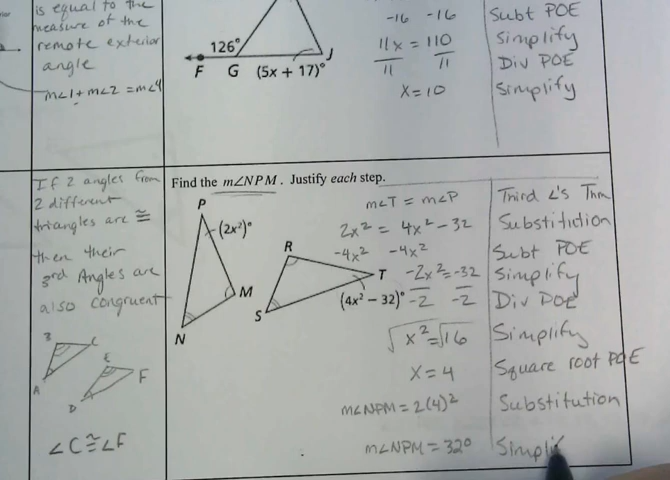 is equal to the
measure of the
remote exterior
angle
m∠1 + m∠2 = m∠4
126°
F G (5x + 17)° J
-16 -16
11x = 110
11 11
x = 10
Subt POE
Simplify
Div POE
Simplify
If 2 angles from
2 different
triangles are ≅
then their
3rd Angles are
also congruent
B C
A
E F
D
∠C ≅ ∠F
Find the m∠NPM. Justify each step.
P
(2x²)°
M
N
R
T
S
(4x² − 32)°
m∠T = m∠P
2x² = 4x² − 32
-4x² -4x²
-2x² = -32
-2 -2
√x² = √16
x = 4
m∠NPM = 2(4)²
m∠NPM = 32°
Third ∠'s Thm
Substitution
Subt POE
Simplify
Div POE
Simplify
Square root POE
Substitution
Simplif